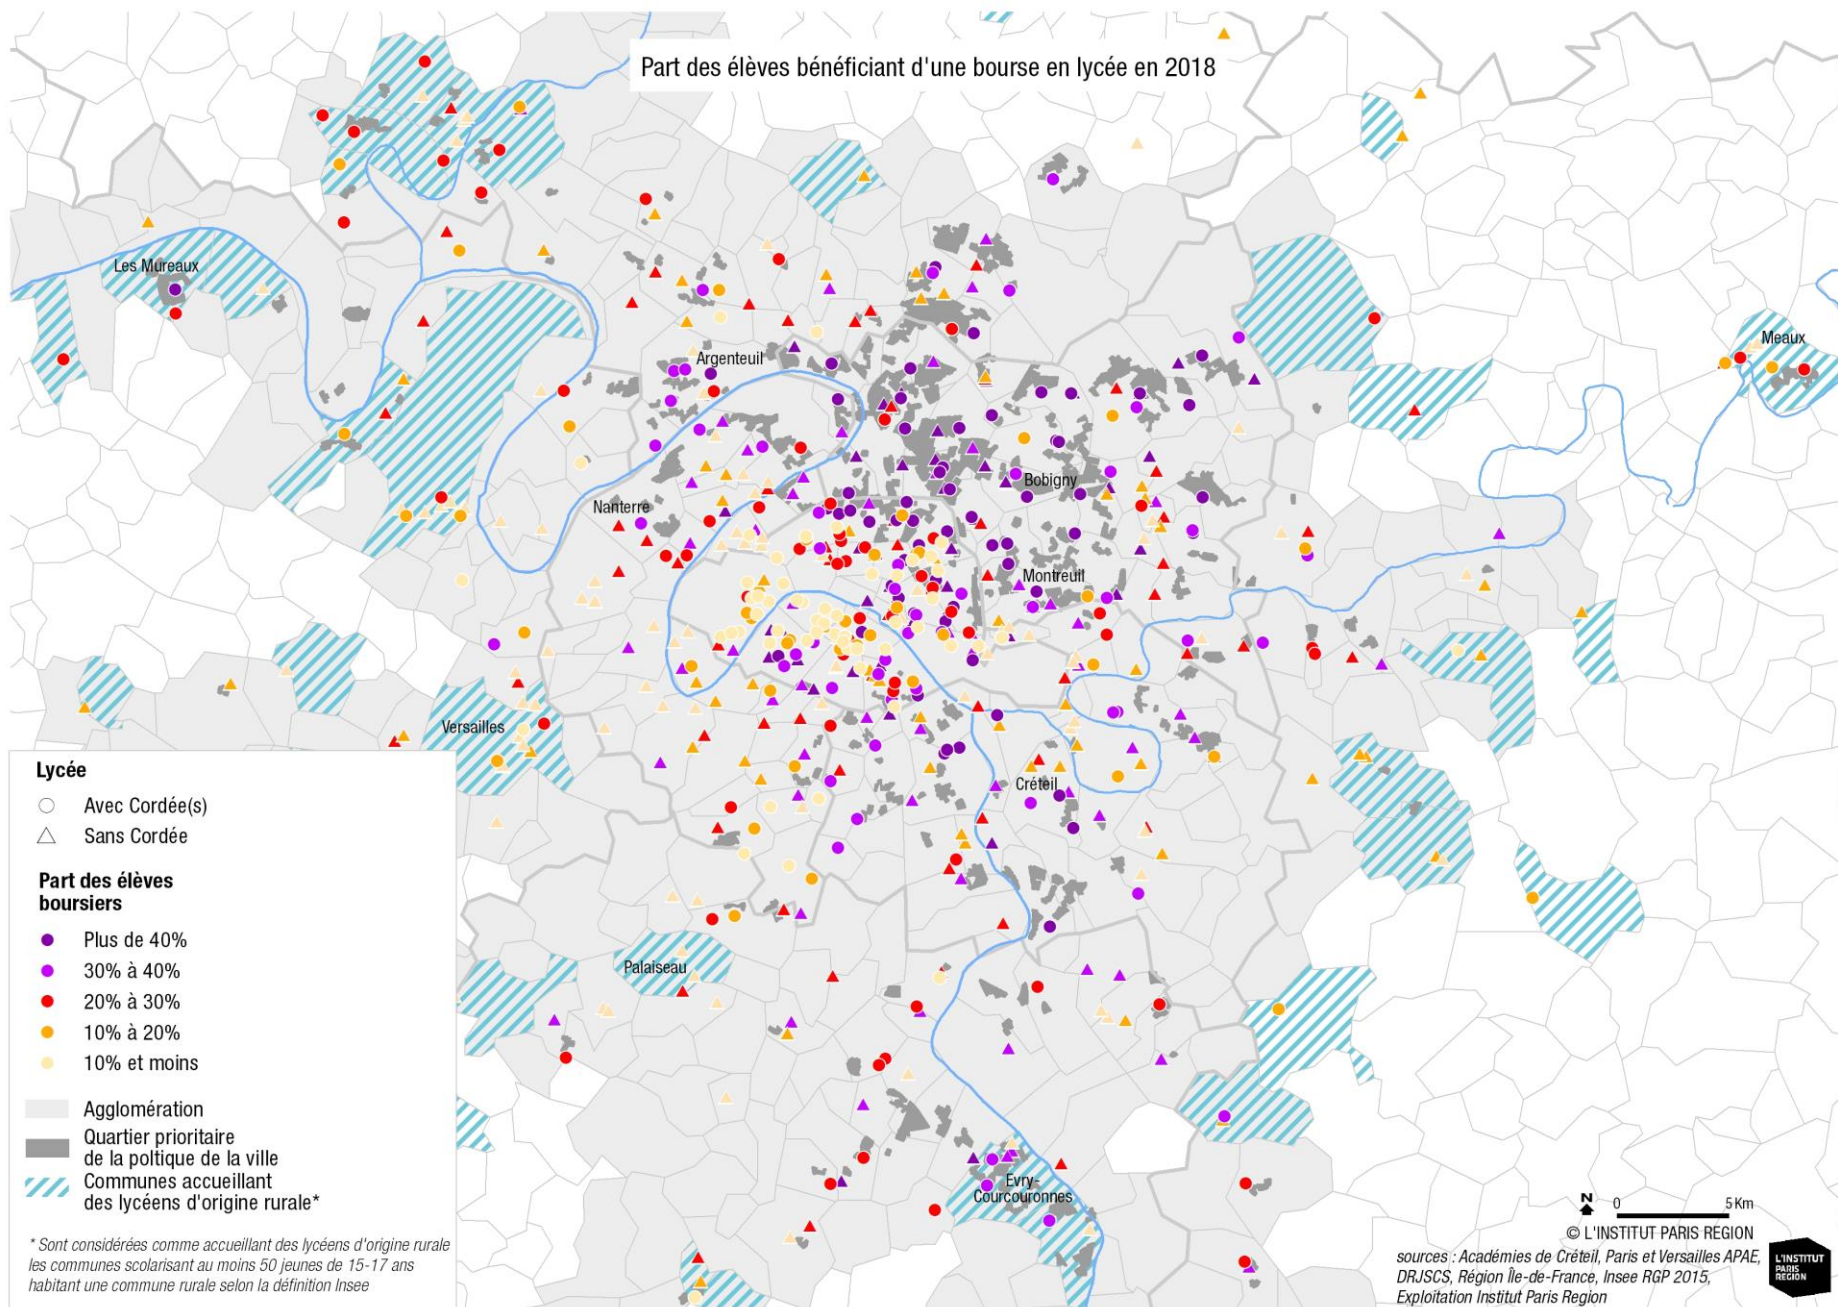 Part des élèves bénéficiant d'une bourse en lycée en 2018
Les Mureaux
Meaux
Argenteuil
Bobigny
Nanterre
Montreuil
Versailles
Créteil
Palaiseau
Evry-
Courcouronnes
Lycée
Avec Cordée(s)
Sans Cordée
Part des élèves
boursiers
Plus de 40%
30% à 40%
20% à 30%
10% à 20%
10% et moins
Agglomération
Quartier prioritaire
de la poltique de la ville
Communes accueillant
des lycéens d'origine rurale*
* Sont considérées comme accueillant des lycéens d'origine rurale
les communes scolarisant au moins 50 jeunes de 15-17 ans
habitant une commune rurale selon la définition Insee
N
0 5 Km
© L'INSTITUT PARIS REGION
sources : Académies de Créteil, Paris et Versailles APAE,
DRJSCS, Région Île-de-France, Insee RGP 2015,
Exploitation Institut Paris Region
L'INSTITUT
PARIS
REGION